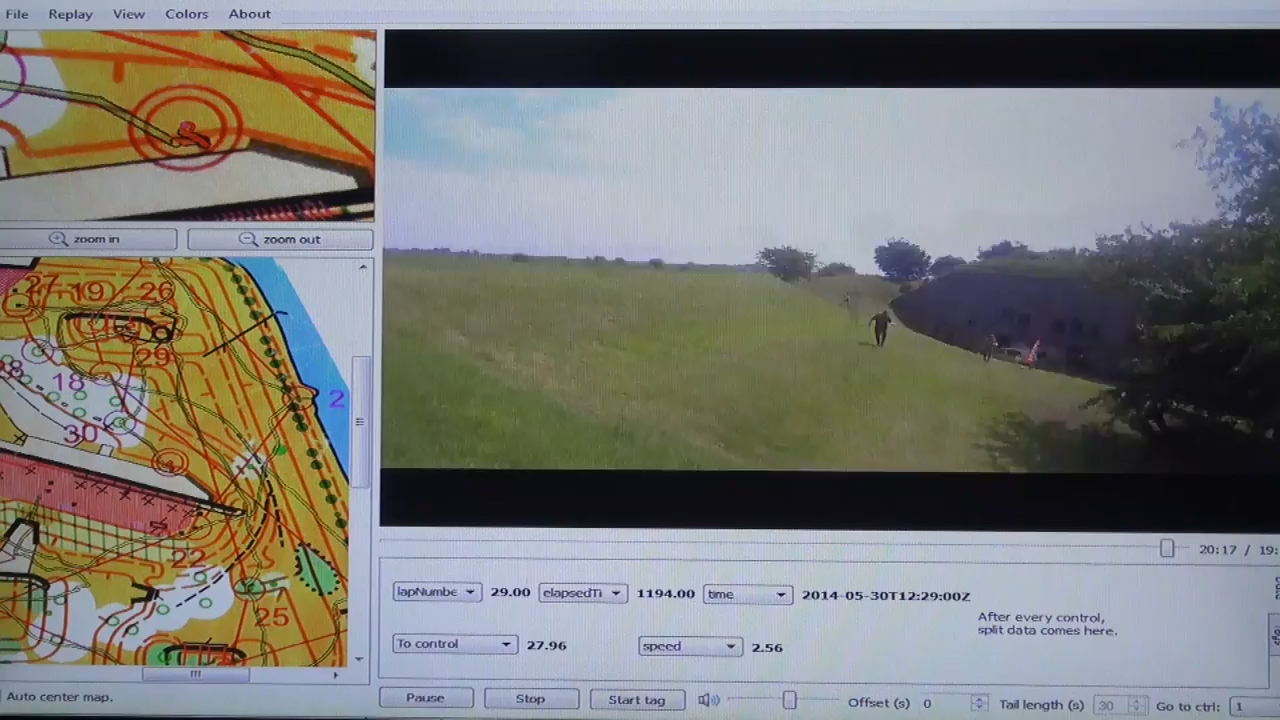 File Replay View Colors About
zoom in zoom out
27 19 26
29
18
2
30
22
25
20:17 / 19:
lapNumbe 29.00 elapsedTi 1194.00 time 2014-05-30T12:29:00Z
After every control,
split data comes here.
To control 27.96 speed 2.56
Auto center map.
Pause Stop Start tag Offset (s) 0 Tail length (s) 30 Go to ctrl: 1